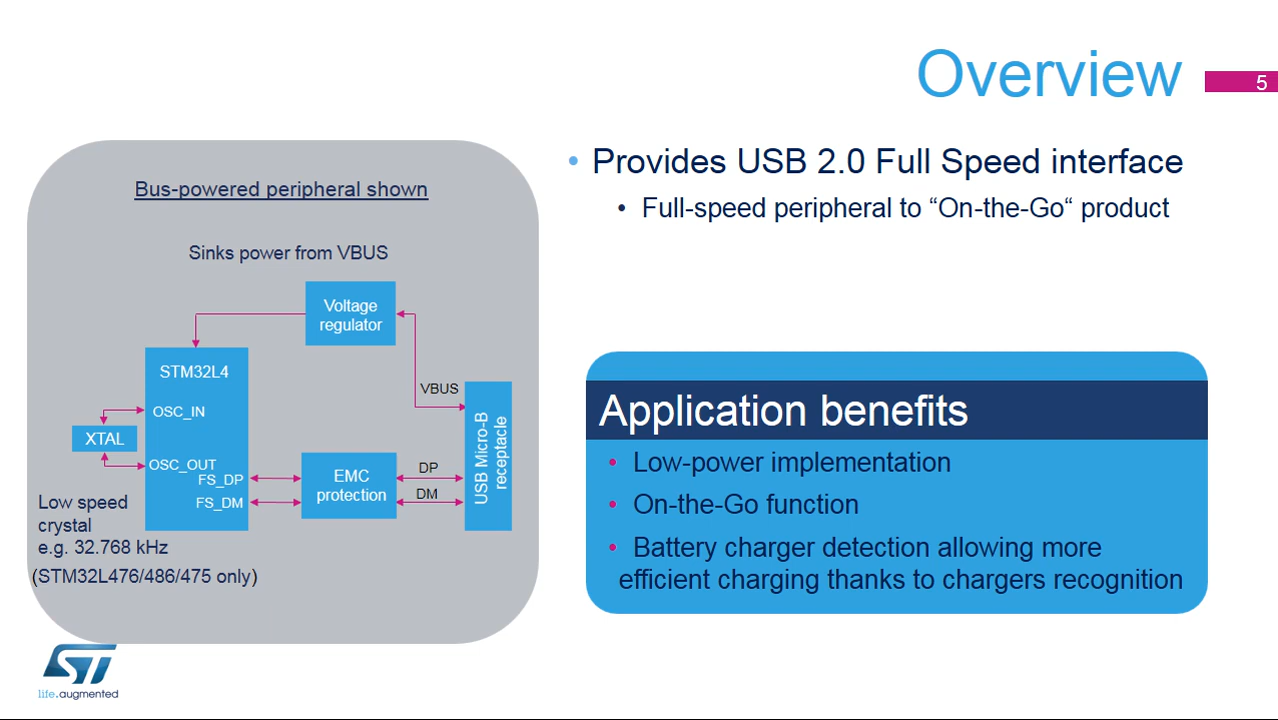 Overview
5
Bus-powered peripheral shown
Sinks power from VBUS
Voltage
regulator
STM32L4
OSC_IN
XTAL
OSC_OUT
FS_DP
FS_DM
EMC
protection
VBUS
DP
DM
USB Micro-B
receptacle
Low speed
crystal
e.g. 32.768 kHz
(STM32L476/486/475 only)
• Provides USB 2.0 Full Speed interface
• Full-speed peripheral to “On-the-Go“ product
Application benefits
• Low-power implementation
• On-the-Go function
• Battery charger detection allowing more
efficient charging thanks to chargers recognition
ST
life.augmented